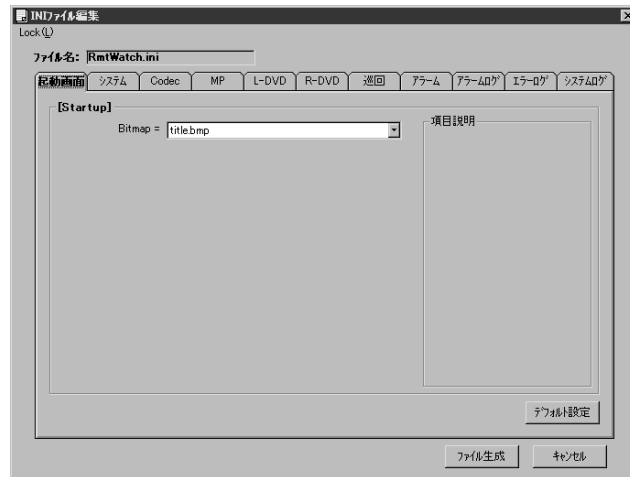 INIファイル編集
Lock(L)
ファイル名: RmtWatch.ini
起動画面 システム Codec MP L-DVD R-DVD 巡回 アラーム アラームログ エラーログ システムログ
[Startup]
項目説明
Bitmap = title.bmp
デフォルト設定
ファイル生成 キャンセル